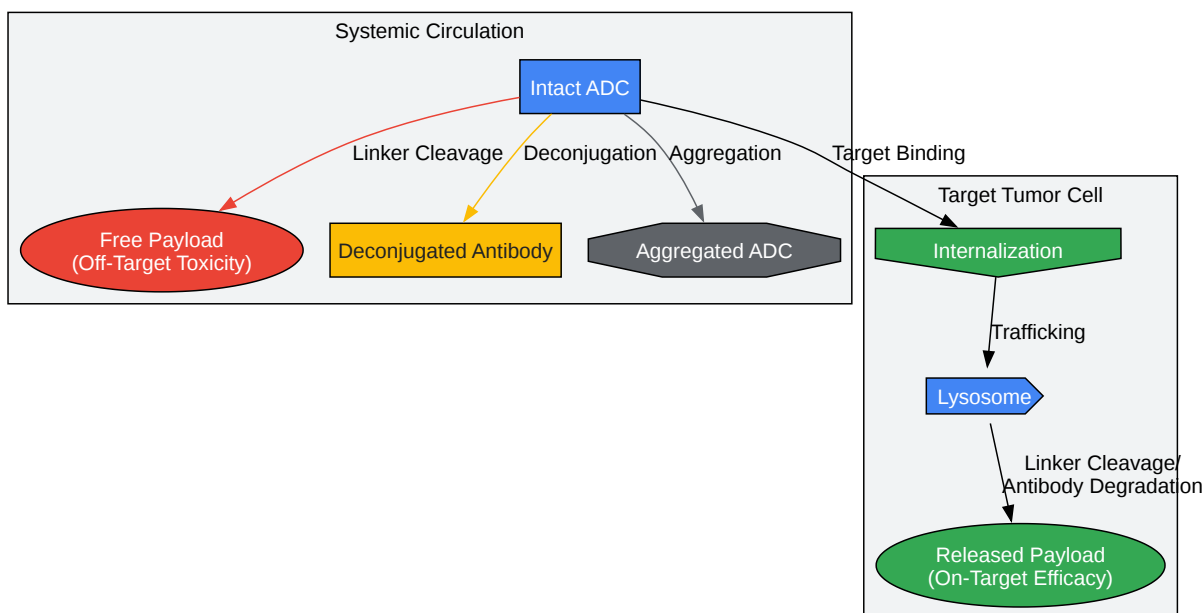 Systemic Circulation
Intact ADC
Linker Cleavage
Deconjugation
Aggregation
Target Binding
Free Payload
(Off-Target Toxicity)
Deconjugated Antibody
Aggregated ADC
Target Tumor Cell
Internalization
Trafficking
Lysosome
Linker Cleavage/
Antibody Degradation
Released Payload
(On-Target Efficacy)